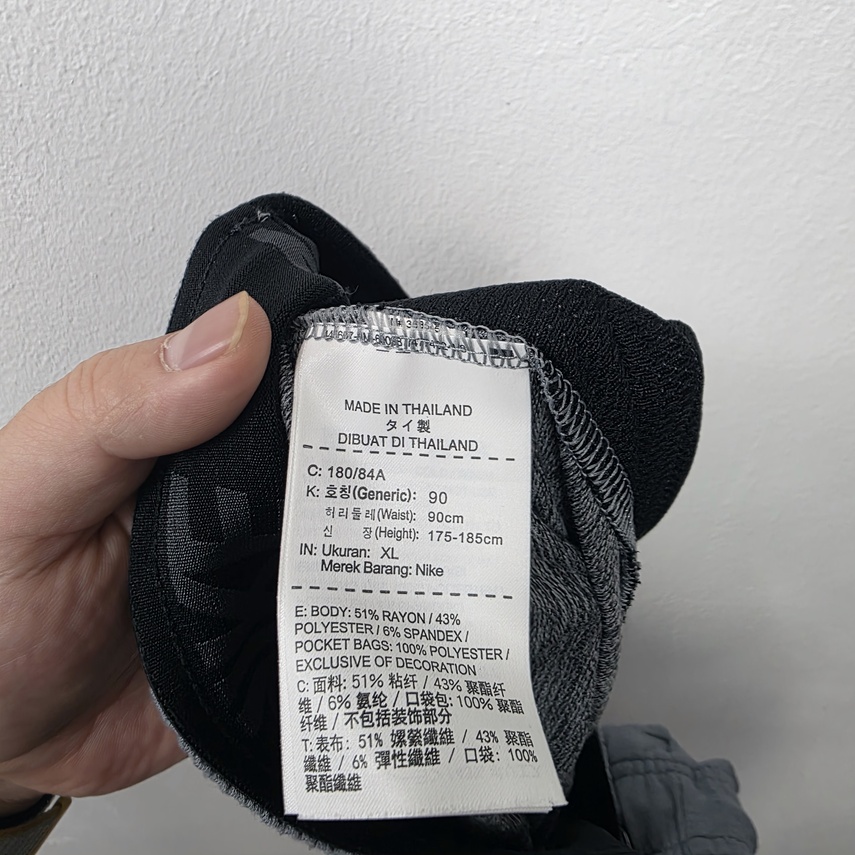 MADE IN THAILAND
タイ製
DIBUAT DI THAILAND
C: 180/84A
K: 호칭(Generic): 90
허리둘레(Waist): 90cm
신 장(Height): 175-185cm
IN: Ukuran: XL
Merek Barang: Nike
E: BODY: 51% RAYON / 43%
POLYESTER / 6% SPANDEX /
POCKET BAGS: 100% POLYESTER /
EXCLUSIVE OF DECORATION
C: 面料: 51% 粘纤 / 43% 聚酯纤
维 / 6% 氨纶 / 口袋包: 100% 聚酯
纤维 / 不包括装饰部分
T: 表布: 51% 嫘縈纖維 / 43% 聚酯
纖維 / 6% 彈性纖維 / 口袋: 100%
聚酯纖維